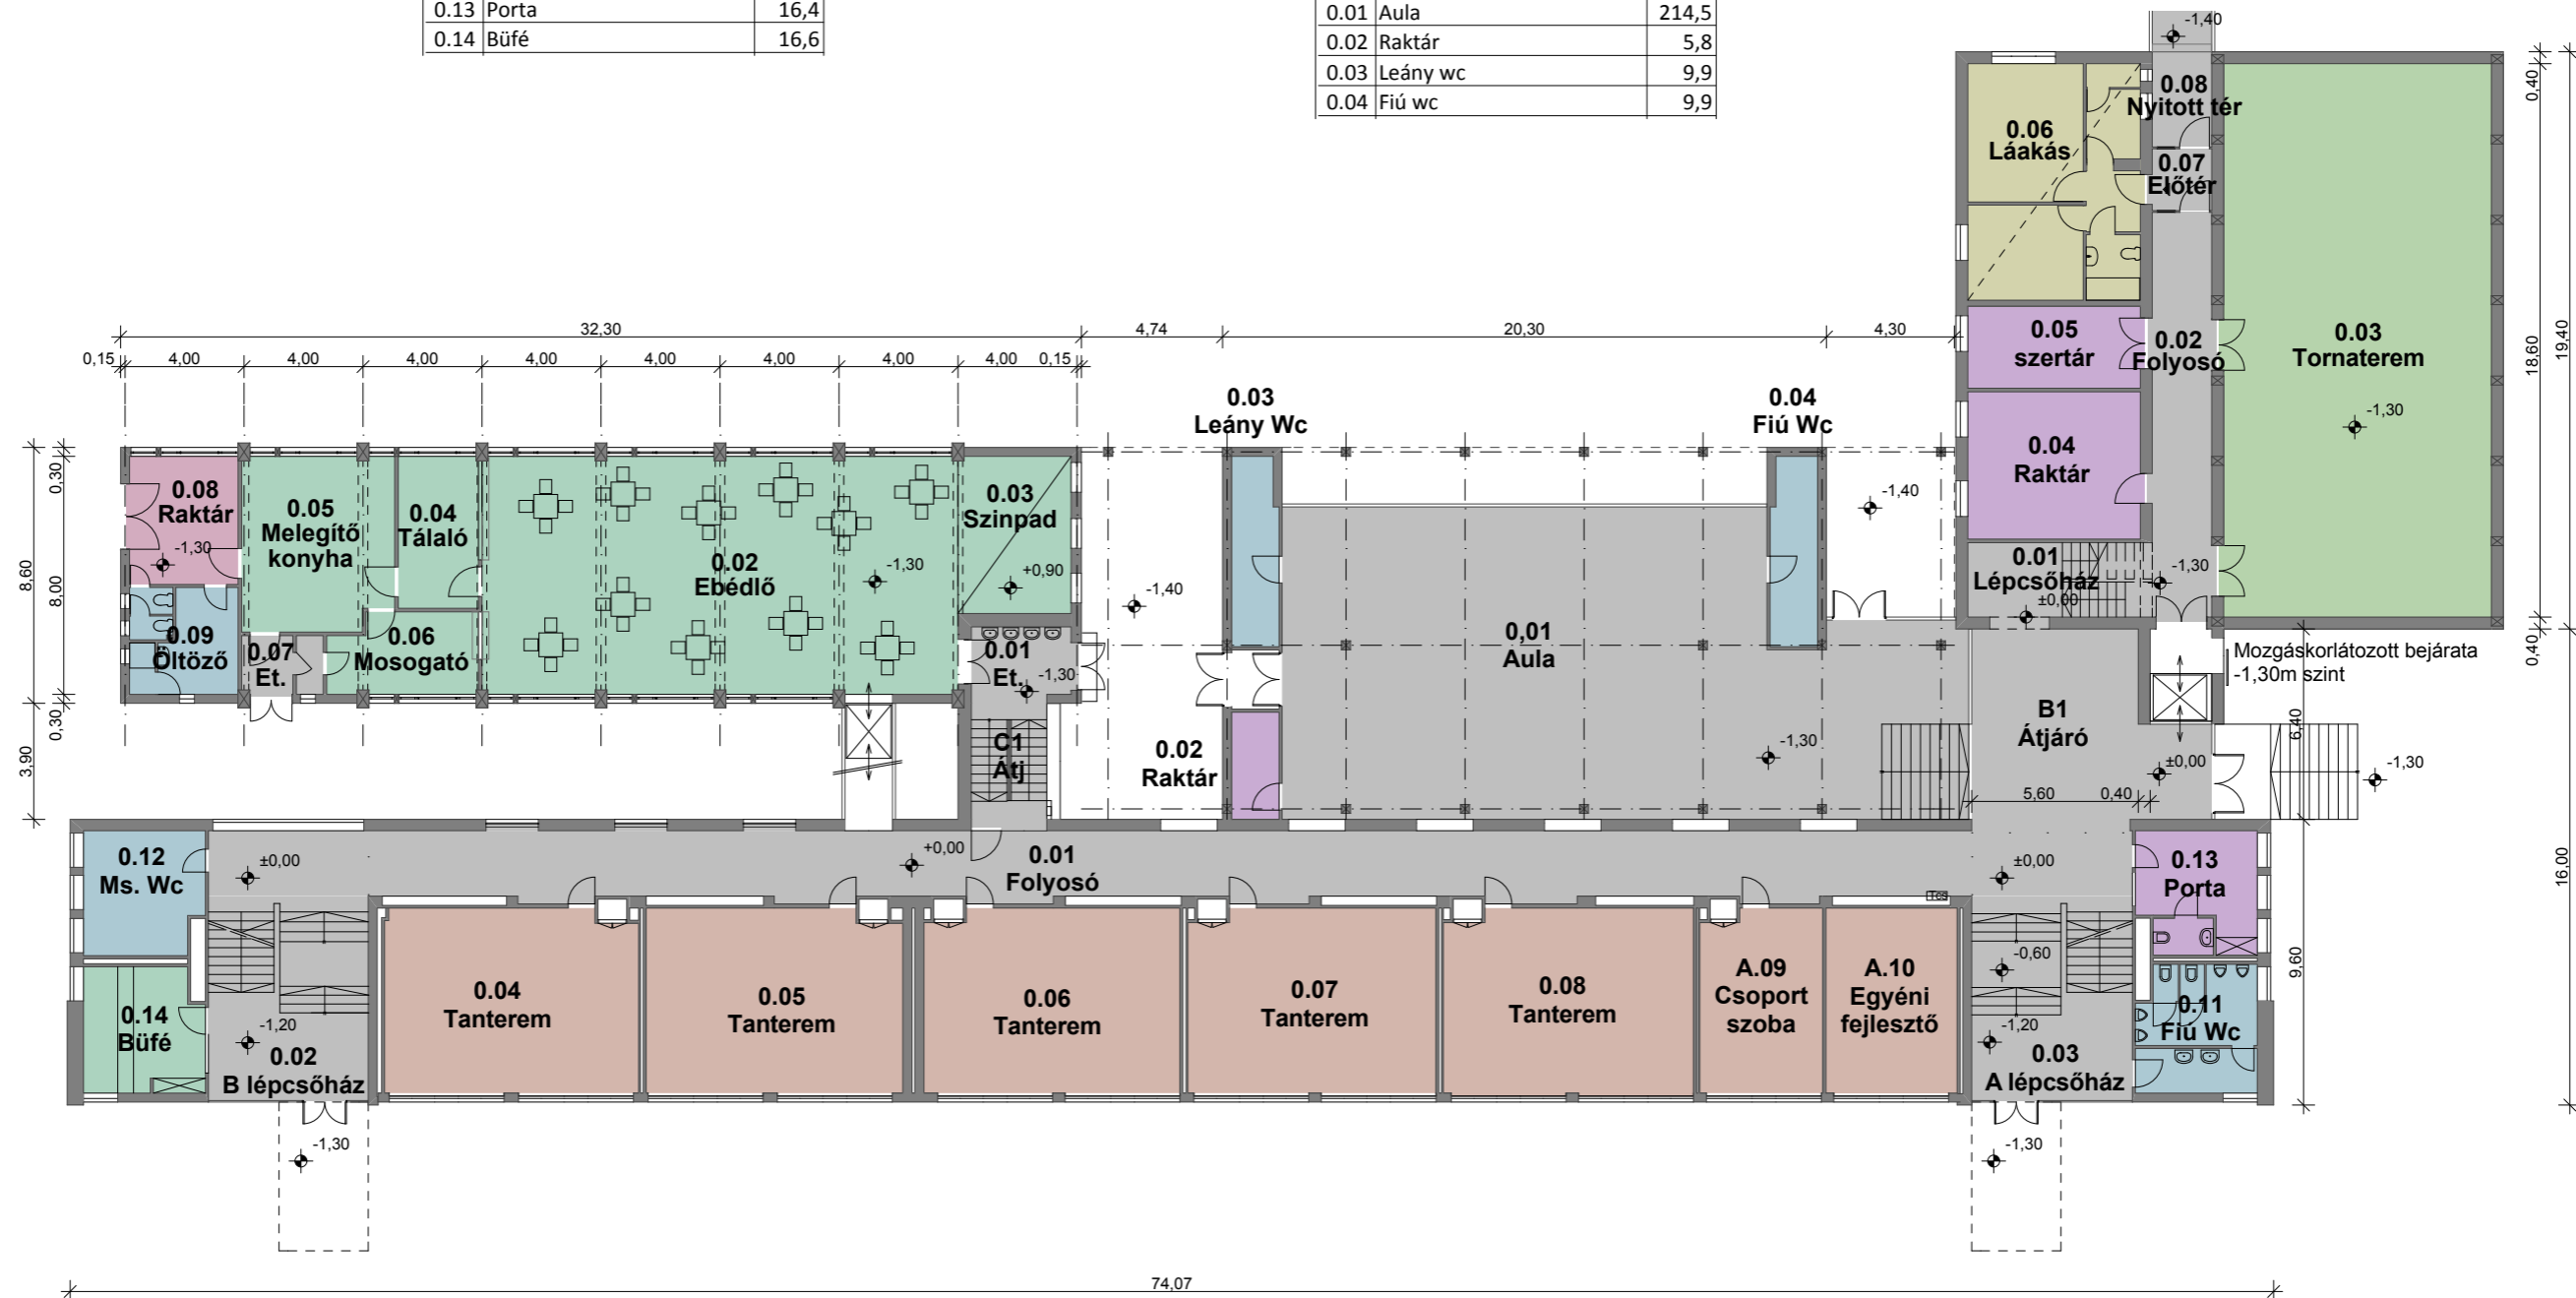 0.13 Porta 16,4
0.14 Büfé 16,6
0.01 Aula 214,5
0.02 Raktár 5,8
0.03 Leány wc 9,9
0.04 Fiú wc 9,9
-1,40
0,40
0.08
Nyitott tér
0.06
Láakás
0.07
Előtér
32,30
4,74
20,30
4,30
0.05
szertár
0.02
Folyosó
0.03
Tornaterem
18,60
19,40
0,15
4,00
4,00
4,00
4,00
4,00
4,00
4,00
4,00
0,15
0.03
Leány Wc
0.04
Fiú Wc
-1,30
0.04
Raktár
0,30
0.08
Raktár
-1,30
0.05
Melegítő
konyha
0.04
Tálaló
0.02
Ebédlő
-1,30
0.03
Szinpad
+0,90
-1,40
-1,40
0.01
Lépcsőház
±0,00
-1,30
8,60
8,00
0.09
Öltöző
0.07
Et.
0.06
Mosogató
0.01
Et.
-1,30
0,01
Aula
0,40
Mozgáskorlátozott bejárata
-1,30m szint
0,30
3,90
C1
Átj
0.02
Raktár
-1,30
B1
Átjáró
6,40
±0,00
-1,30
5,60
0,40
0.12
Ms. Wc
±0,00
+0,00
0.01
Folyosó
±0,00
0.13
Porta
16,00
Tcs
0.04
Tanterem
0.05
Tanterem
0.06
Tanterem
0.07
Tanterem
0.08
Tanterem
A.09
Csoport
szoba
A.10
Egyéni
fejlesztő
-0,60
9,60
0.14
Büfé
-1,20
0.02
B lépcsőház
-1,20
0.03
A lépcsőház
0.11
Fiú Wc
-1,30
-1,30
74,07